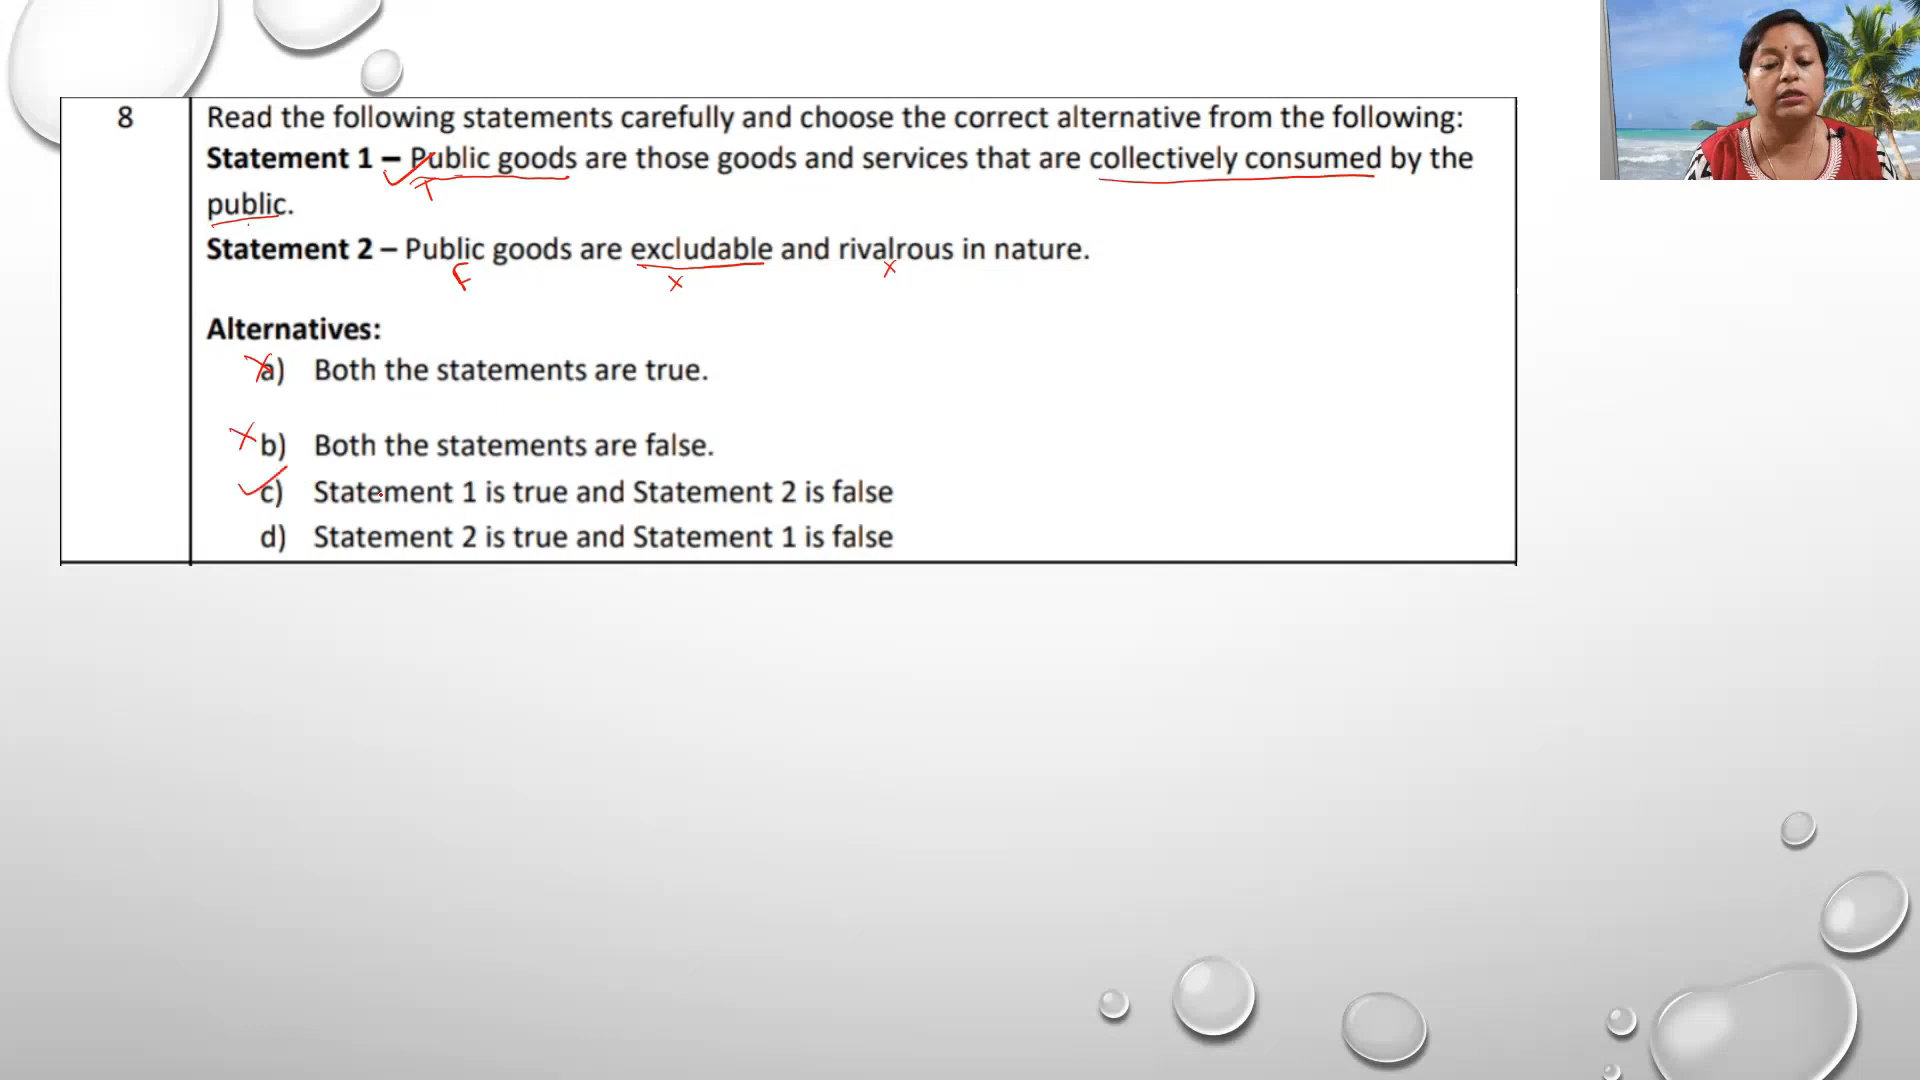 8
Read the following statements carefully and choose the correct alternative from the following:
Statement 1 – Public goods are those goods and services that are collectively consumed by the
T
public.
Statement 2 – Public goods are excludable and rivalrous in nature.
F x x
Alternatives:
a) Both the statements are true.
b) Both the statements are false.
c) Statement 1 is true and Statement 2 is false
d) Statement 2 is true and Statement 1 is false